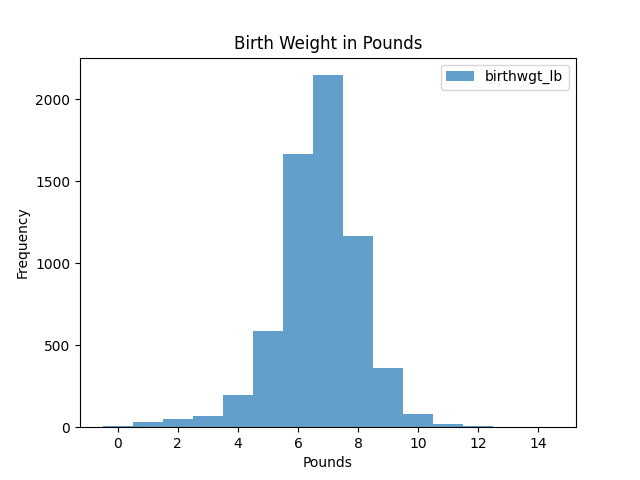 Birth Weight in Pounds
birthwgt_lb
2000
1500
1000
500
0
Frequency
0 2 4 6 8 10 12 14
Pounds